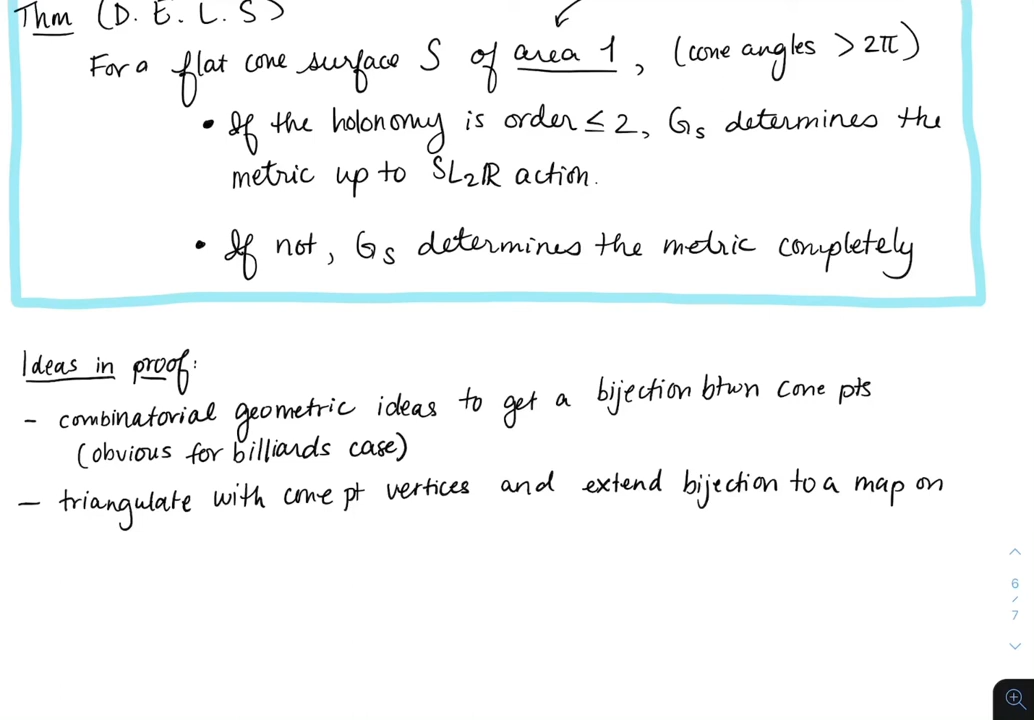 Thm (D. E. L. S)
For a flat cone surface S of area 1, (cone angles > 2π)
• If the holonomy is order ≤ 2, G_S determines the
metric up to SL₂ℝ action.
• If not, G_S determines the metric completely
Ideas in proof:
- combinatorial geometric ideas to get a bijection btwn cone pts
(obvious for billiards case)
- triangulate with cone pt vertices and extend bijection to a map on
6
/
7